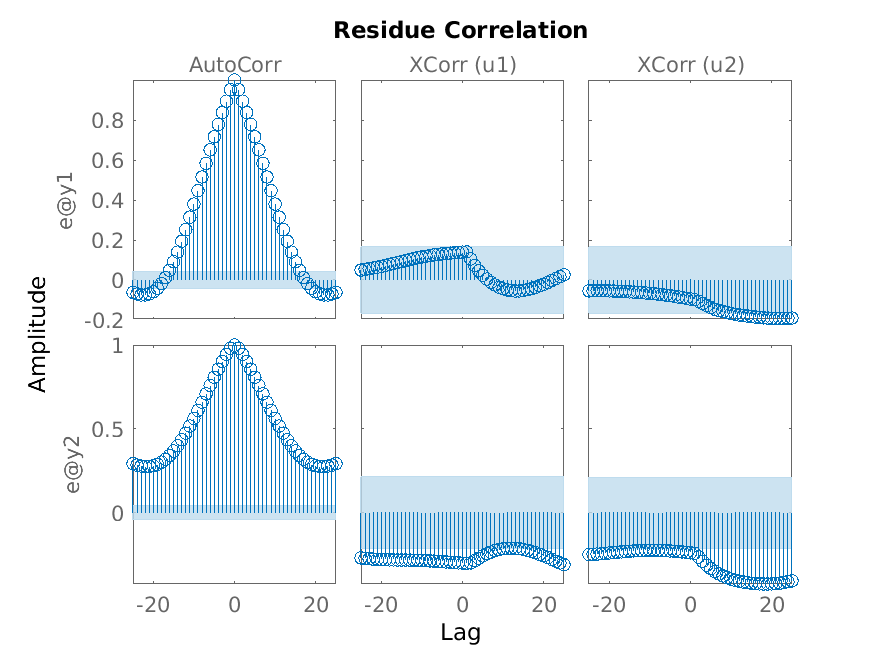 Residue Correlation
AutoCorr
XCorr (u1)
XCorr (u2)
-20 0 20
-20 0 20
-20 0 20
Amplitude
e@y1
0.8
0.6
0.4
0.2
0
-0.2
e@y2
1
0.5
0
Lag